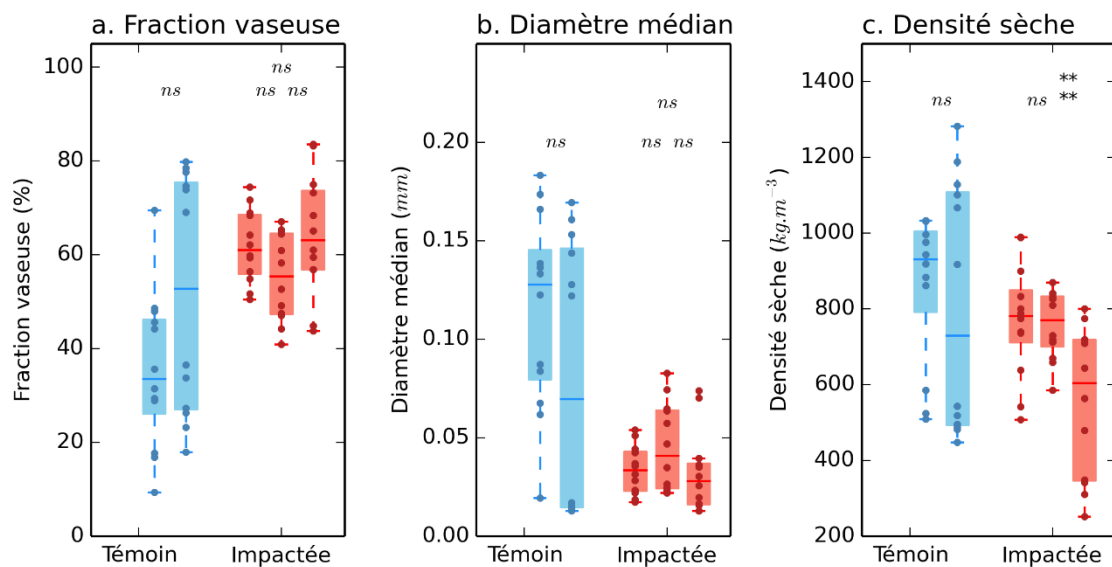 a. Fraction vaseuse
Fraction vaseuse (%)
100
80
60
40
20
0
ns
ns
ns ns
Témoin Impactée
b. Diamètre médian
Diamètre médian (mm)
0.20
0.15
0.10
0.05
0.00
ns
ns
ns ns
Témoin Impactée
c. Densité sèche
Densité sèche (kg.m⁻³)
1400
1200
1000
800
600
400
200
**
ns ns **
Témoin Impactée